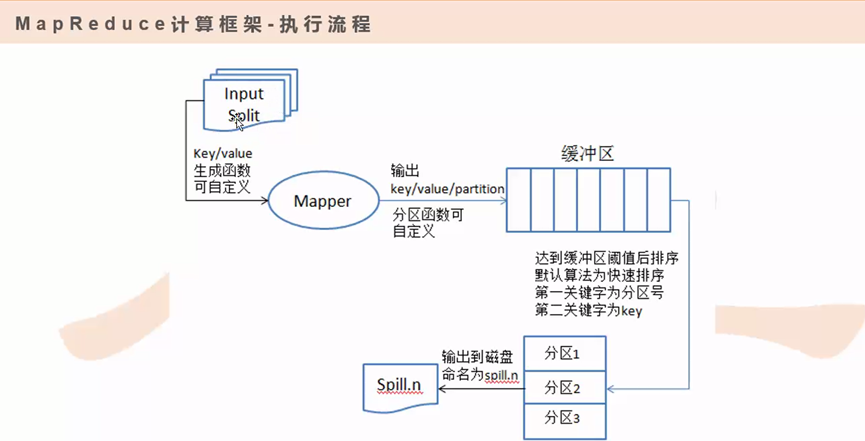 MapReduce计算框架-执行流程
Input
Split
Key/value
生成函数
可自定义
Mapper
输出
key/value/partition
分区函数可
自定义
缓冲区
达到缓冲区阈值后排序
默认算法为快速排序
第一关键字为分区号
第二关键字为key
分区1
分区2
分区3
输出到磁盘
命名为spill.n
Spill.n